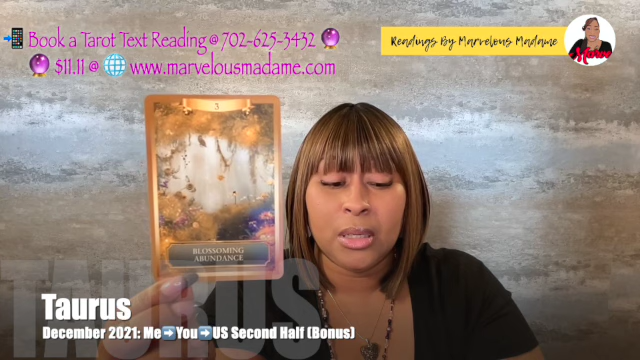 📲 Book a Tarot Text Reading @ 702-625-3432 🔮
🔮 $11.11 @ 🌐 www.marvelousmadame.com
Readings By Marvelous Madame
Marve
3
BLOSSOMING
ABUNDANCE
TAURUS
Taurus
December 2021: Me➡You➡US Second Half (Bonus)